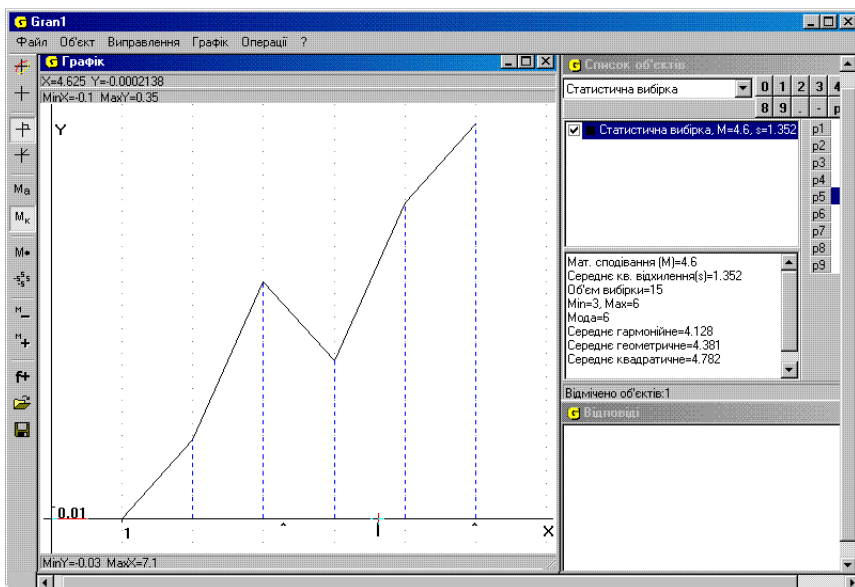 Gran1
Файл Об'єкт Виправлення Графік Операції ?
Графік
X=4.625 Y=-0.0002138
MinX=-0.1 MaxY=0.35
Y
0.01
1
X
MinY=-0.03 MaxX=7.1
Ma
Mк
M•
-sss
M_
M+
f+
Список об'єктів
Статистична вибірка
0 1 2 3 4
8 9 . - p
Статистична вибірка, M=4.6, s=1.352
p1
p2
p3
p4
p5
p6
p7
p8
p9
Мат. сподівання (M)=4.6
Середнє кв. відхилення(s)=1.352
Об'єм вибірки=15
Min=3, Max=6
Мода=6
Середнє гармонійне=4.128
Середнє геометричне=4.381
Середнє квадратичне=4.782
Відмічено об'єктів:1
Відповіді